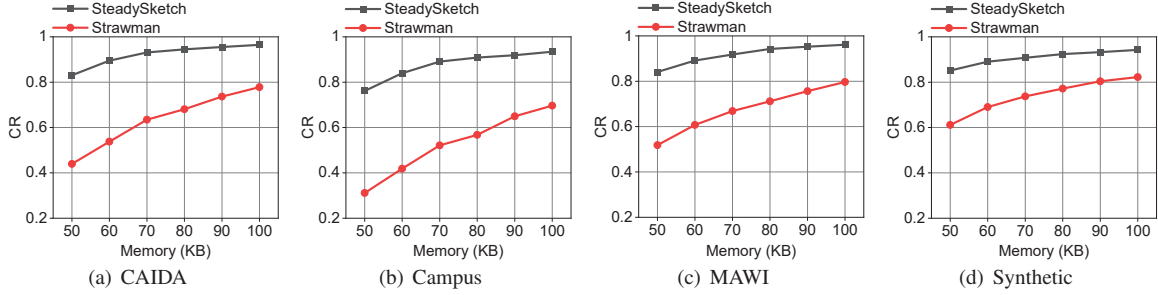 SteadySketch
Strawman
1
0.8
0.6
0.4
0.2
CR
50 60 70 80 90 100
Memory (KB)
(a) CAIDA
SteadySketch
Strawman
1
0.8
0.6
0.4
0.2
CR
50 60 70 80 90 100
Memory (KB)
(b) Campus
SteadySketch
Strawman
1
0.8
0.6
0.4
0.2
CR
50 60 70 80 90 100
Memory (KB)
(c) MAWI
SteadySketch
Strawman
1
0.8
0.6
0.4
0.2
CR
50 60 70 80 90 100
Memory (KB)
(d) Synthetic